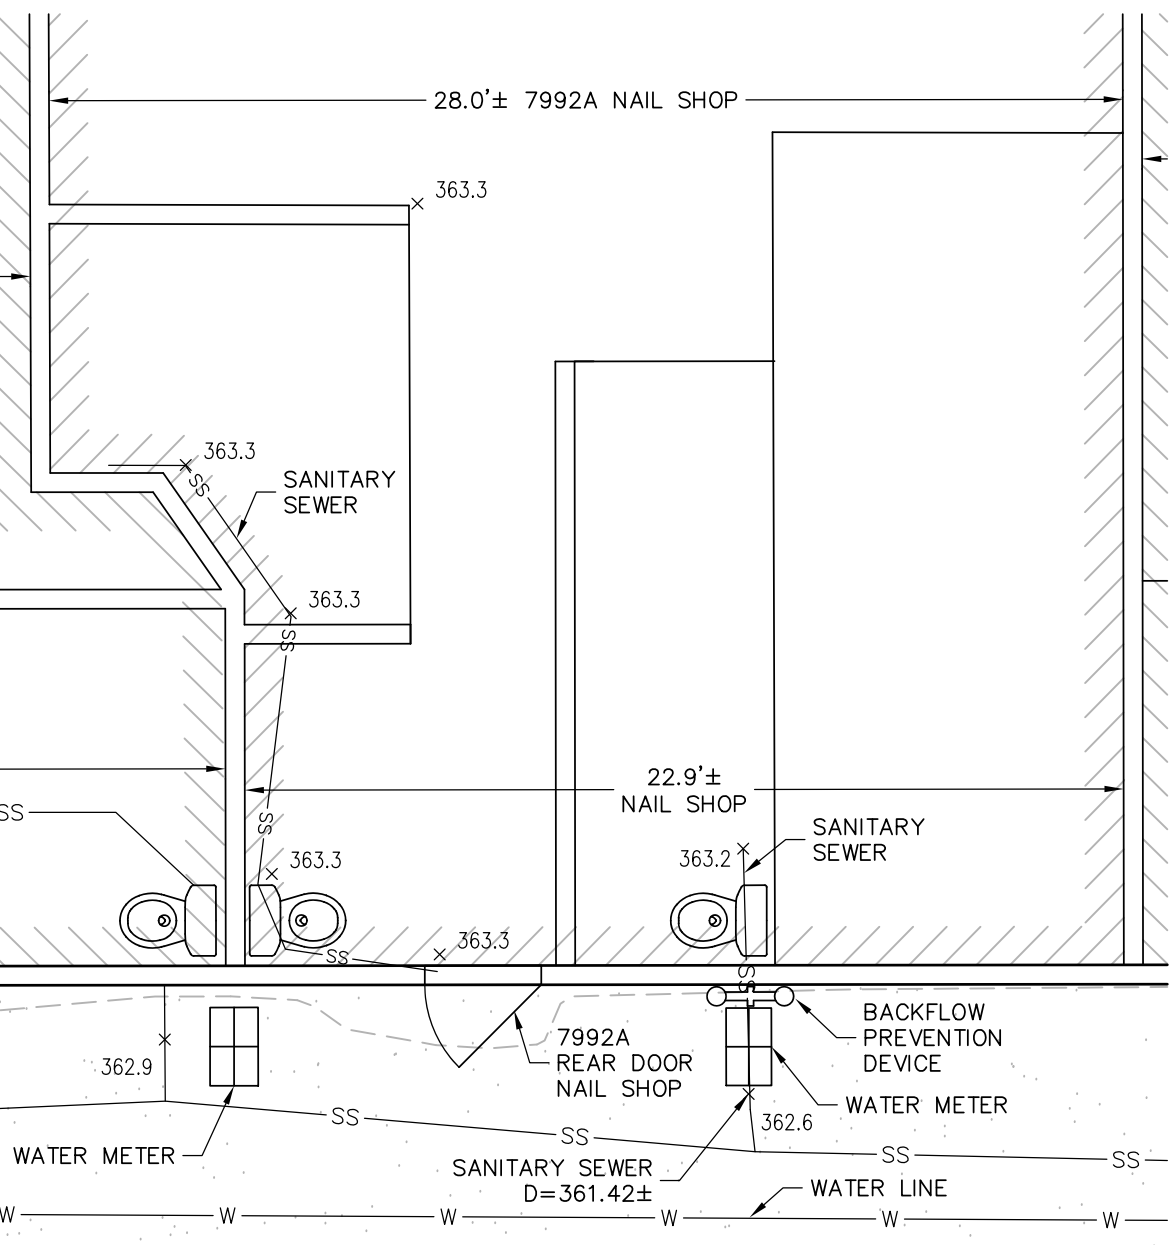 28.0'± 7992A NAIL SHOP
363.3
363.3
SANITARY
SEWER
SS
363.3
SS
22.9'±
NAIL SHOP
SS
SS
SANITARY
SEWER
363.2
363.3
363.3
SS
SS
BACKFLOW
PREVENTION
DEVICE
7992A
REAR DOOR
NAIL SHOP
362.9
WATER METER
362.6
SS
SS
SS
SS
WATER METER
SANITARY SEWER
D=361.42±
WATER LINE
W
W
W
W
W
W